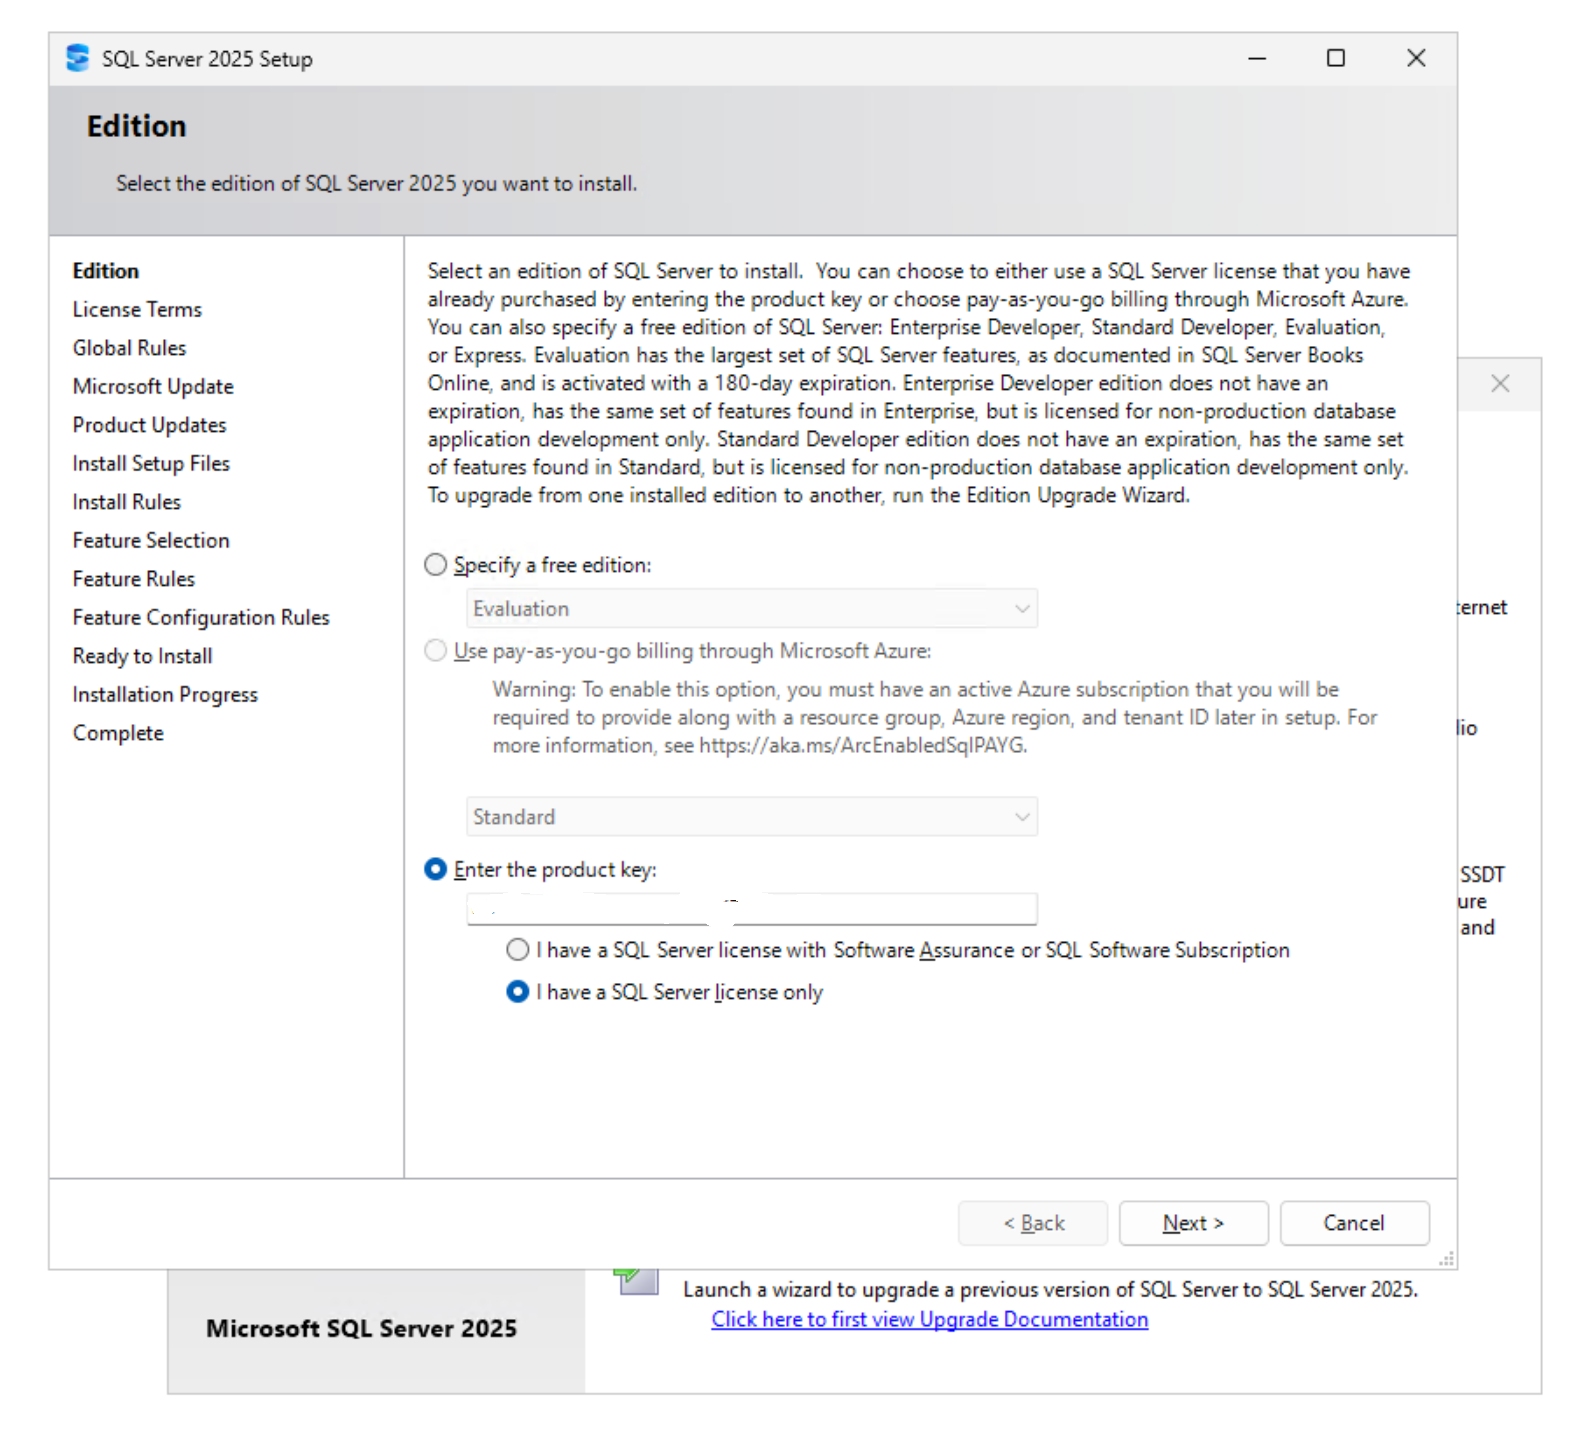 SQL Server 2025 Setup
Edition
Select the edition of SQL Server 2025 you want to install.
Edition
License Terms
Global Rules
Microsoft Update
Product Updates
Install Setup Files
Install Rules
Feature Selection
Feature Rules
Feature Configuration Rules
Ready to Install
Installation Progress
Complete
Select an edition of SQL Server to install.  You can choose to either use a SQL Server license that you have
already purchased by entering the product key or choose pay-as-you-go billing through Microsoft Azure.
You can also specify a free edition of SQL Server: Enterprise Developer, Standard Developer, Evaluation,
or Express. Evaluation has the largest set of SQL Server features, as documented in SQL Server Books
Online, and is activated with a 180-day expiration. Enterprise Developer edition does not have an
expiration, has the same set of features found in Enterprise, but is licensed for non-production database
application development only. Standard Developer edition does not have an expiration, has the same set
of features found in Standard, but is licensed for non-production database application development only.
To upgrade from one installed edition to another, run the Edition Upgrade Wizard.
Specify a free edition:
Evaluation
Use pay-as-you-go billing through Microsoft Azure:
Warning: To enable this option, you must have an active Azure subscription that you will be
required to provide along with a resource group, Azure region, and tenant ID later in setup. For
more information, see https://aka.ms/ArcEnabledSqlPAYG.
Standard
Enter the product key:
I have a SQL Server license with Software Assurance or SQL Software Subscription
I have a SQL Server license only
< Back
Next >
Cancel
ternet
lio
SSDT
ure
and
Launch a wizard to upgrade a previous version of SQL Server to SQL Server 2025.
Click here to first view Upgrade Documentation
Microsoft SQL Server 2025